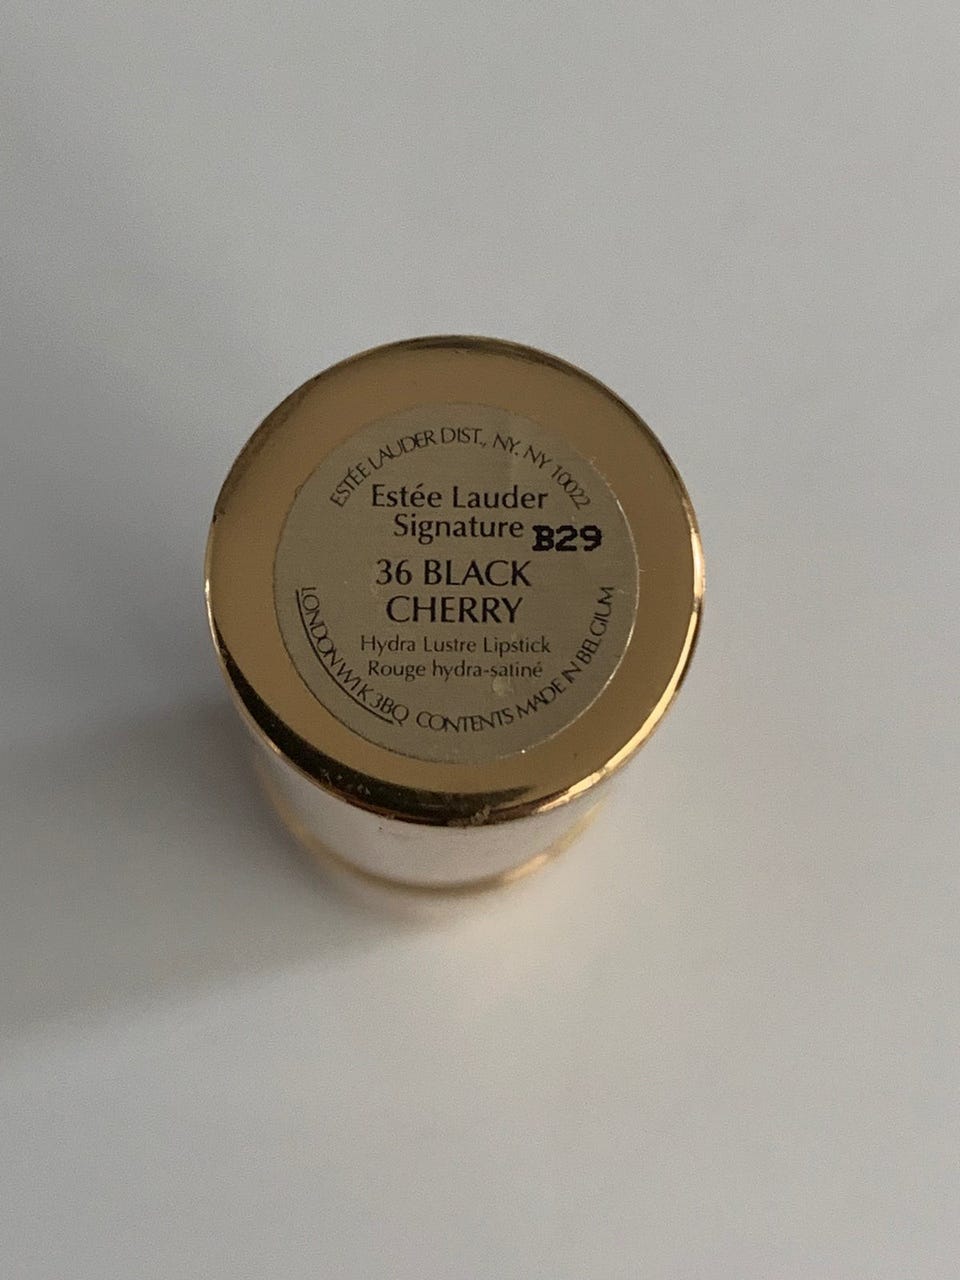 ESTÉE LAUDER DIST., NY. NY 10022
Estée Lauder
Signature B29
36 BLACK
CHERRY
Hydra Lustre Lipstick
Rouge hydra-satiné
LONDON W1K 3BQ CONTENTS MADE IN BELGIUM